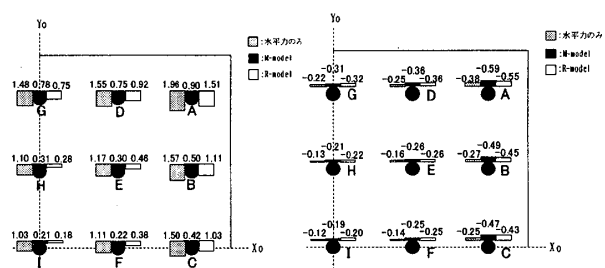 Yo
:水平力のみ
:M-model
:R-model
1.48 0.78 0.75
1.55 0.75 0.92
1.96 0.90 1.51
G
D
A
1.10 0.31 0.28
1.17 0.30 0.46
1.57 0.50 1.11
H
E
B
1.03 0.21 0.18
1.11 0.22 0.38
1.50 0.42 1.03
I
F
C
Xo
Yo
:水平力のみ
:M-model
:R-model
-0.31
-0.22 -0.32
-0.36
-0.25 -0.36
-0.59
-0.38 -0.55
G
D
A
-0.21
-0.13 -0.22
-0.26
-0.16 -0.26
-0.49
-0.27 -0.45
H
E
B
-0.19
-0.12 -0.20
-0.25
-0.14 -0.25
-0.47
-0.25 -0.43
I
F
C
Xo